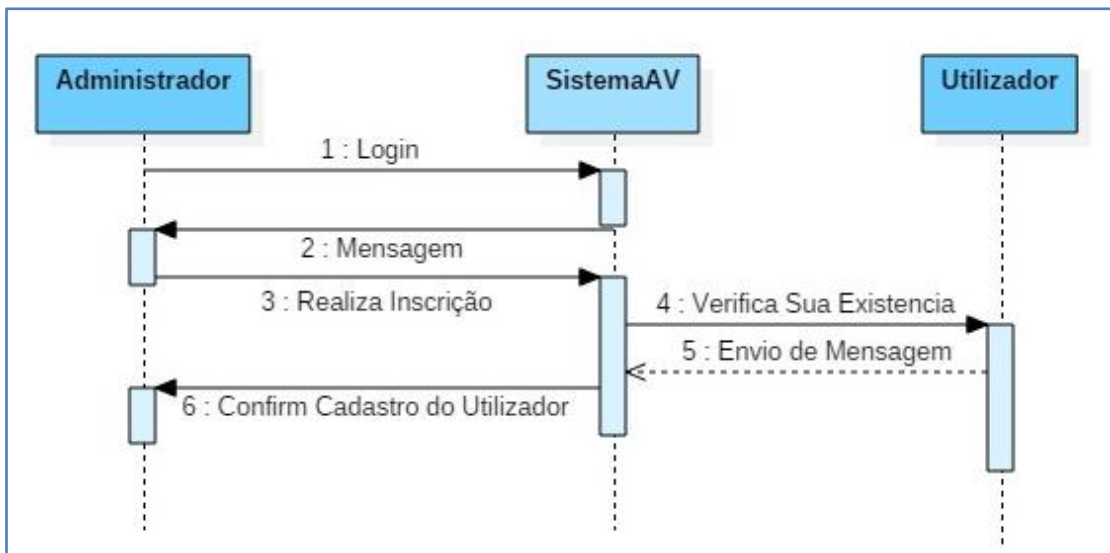 Administrador
SistemaAV
Utilizador
1 : Login
2 : Mensagem
3 : Realiza Inscrição
4 : Verifica Sua Existencia
5 : Envio de Mensagem
6 : Confirm Cadastro do Utilizador